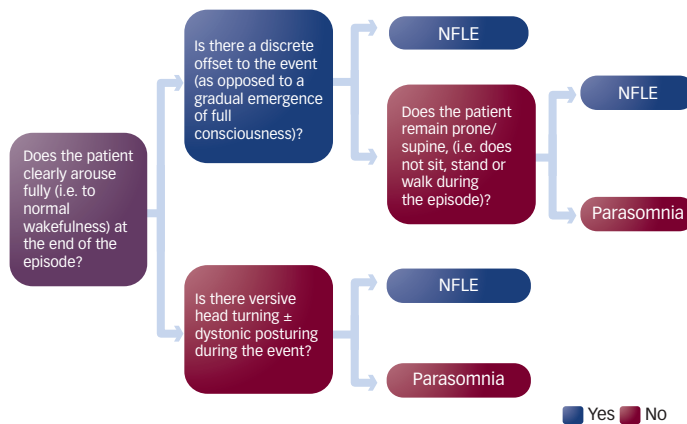 Does the patient
clearly arouse
fully (i.e. to
normal
wakefulness) at
the end of the
episode?
Is there a discrete
offset to the event
(as opposed to a
gradual emergence
of full
consciousness)?
NFLE
Does the patient
remain prone/
supine, (i.e. does
not sit, stand or
walk during
the episode)?
NFLE
Parasomnia
Is there versive
head turning ±
dystonic posturing
during the event?
NFLE
Parasomnia
Yes No